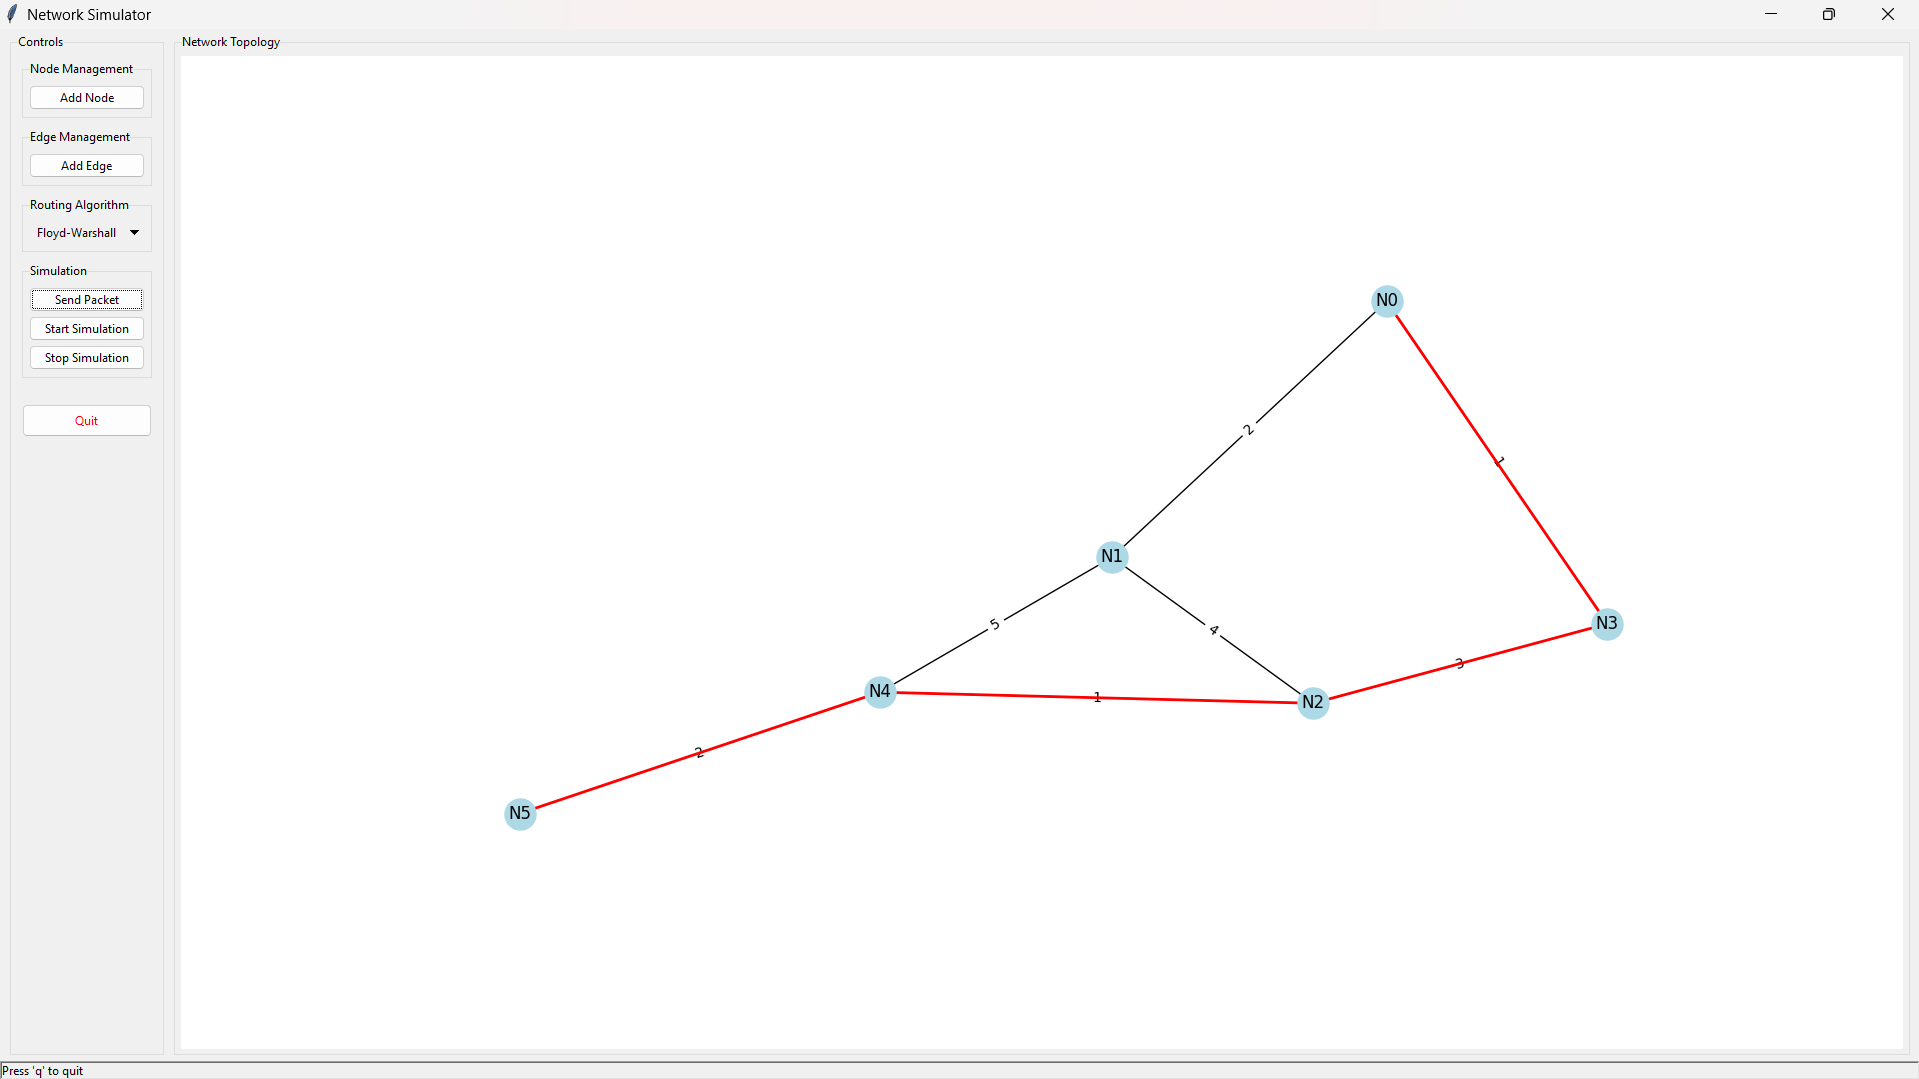 Network Simulator
Controls
Node Management
Add Node
Edge Management
Add Edge
Routing Algorithm
Floyd-Warshall
Simulation
Send Packet
Start Simulation
Stop Simulation
Quit
Network Topology
N0
2
1
N1
5
4
N3
3
N4
1
N2
2
N5
Press 'q' to quit